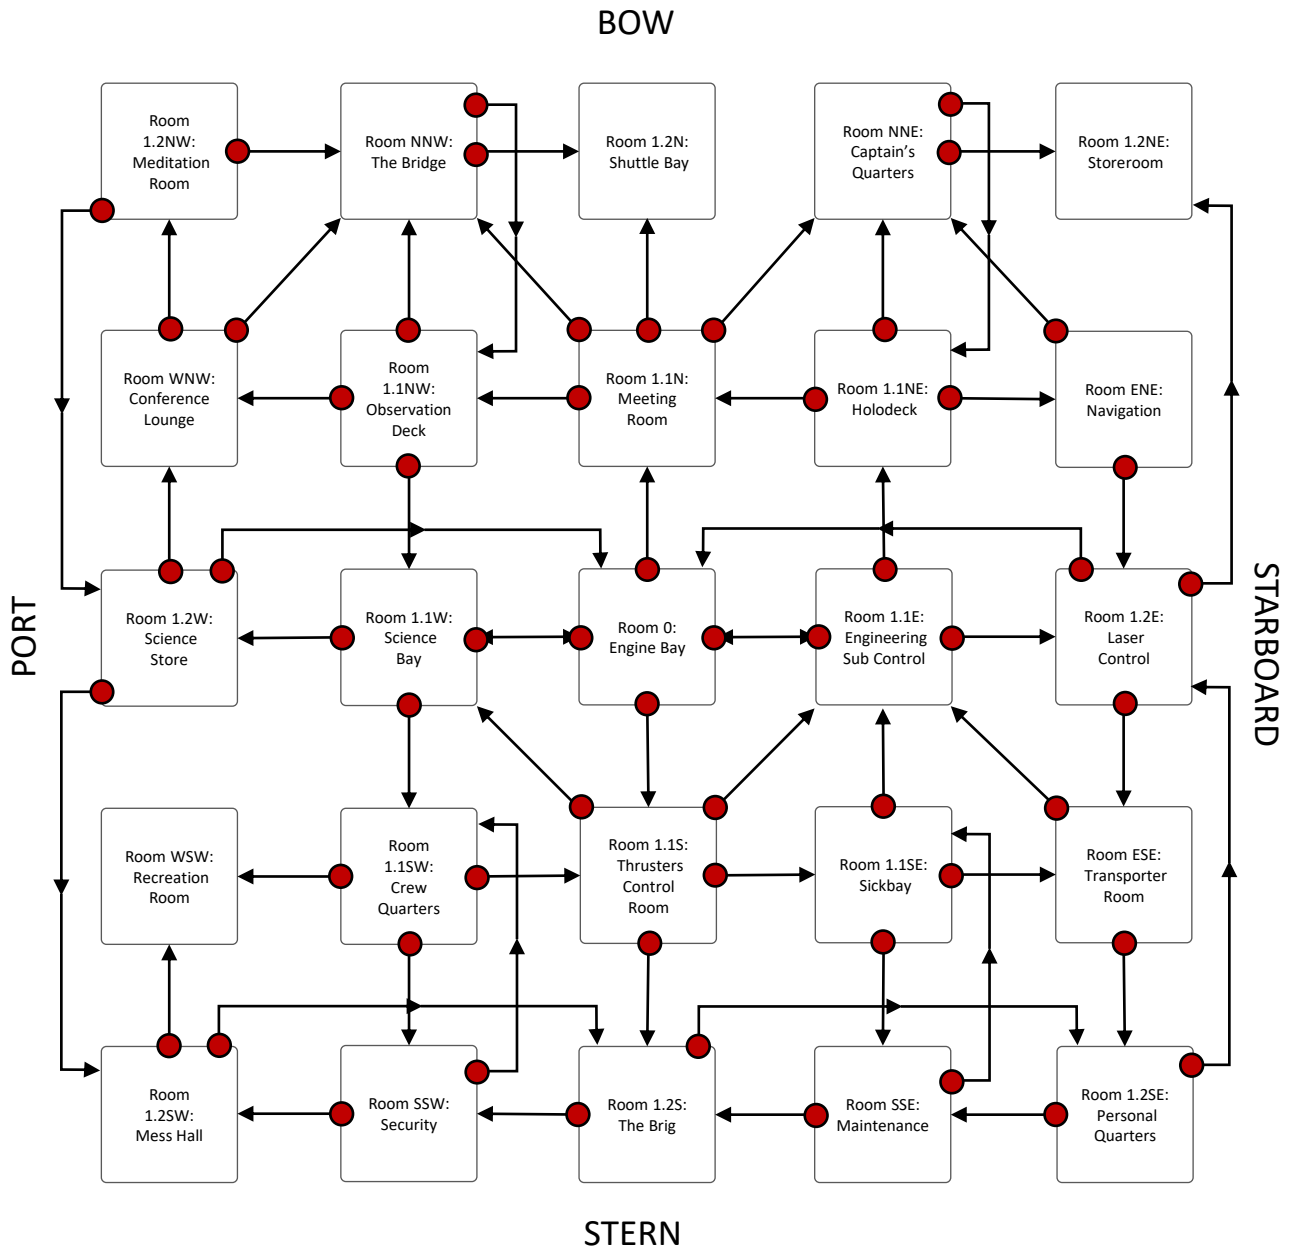 BOW
Room
1.2NW:
Meditation
Room
Room NNW:
The Bridge
Room 1.2N:
Shuttle Bay
Room NNE:
Captain's
Quarters
Room 1.2NE:
Storeroom
Room WNW:
Conference
Lounge
Room
1.1NW:
Observation
Deck
Room 1.1N:
Meeting
Room
Room 1.1NE:
Holodeck
Room ENE:
Navigation
PORT
Room 1.2W:
Science
Store
Room 1.1W:
Science
Bay
Room 0:
Engine Bay
Room 1.1E:
Engineering
Sub Control
Room 1.2E:
Laser
Control
STARBOARD
Room WSW:
Recreation
Room
Room
1.1SW:
Crew
Quarters
Room 1.1S:
Thrusters
Control
Room
Room 1.1SE:
Sickbay
Room ESE:
Transporter
Room
Room
1.2SW:
Mess Hall
Room SSW:
Security
Room 1.2S:
The Brig
Room SSE:
Maintenance
Room 1.2SE:
Personal
Quarters
STERN